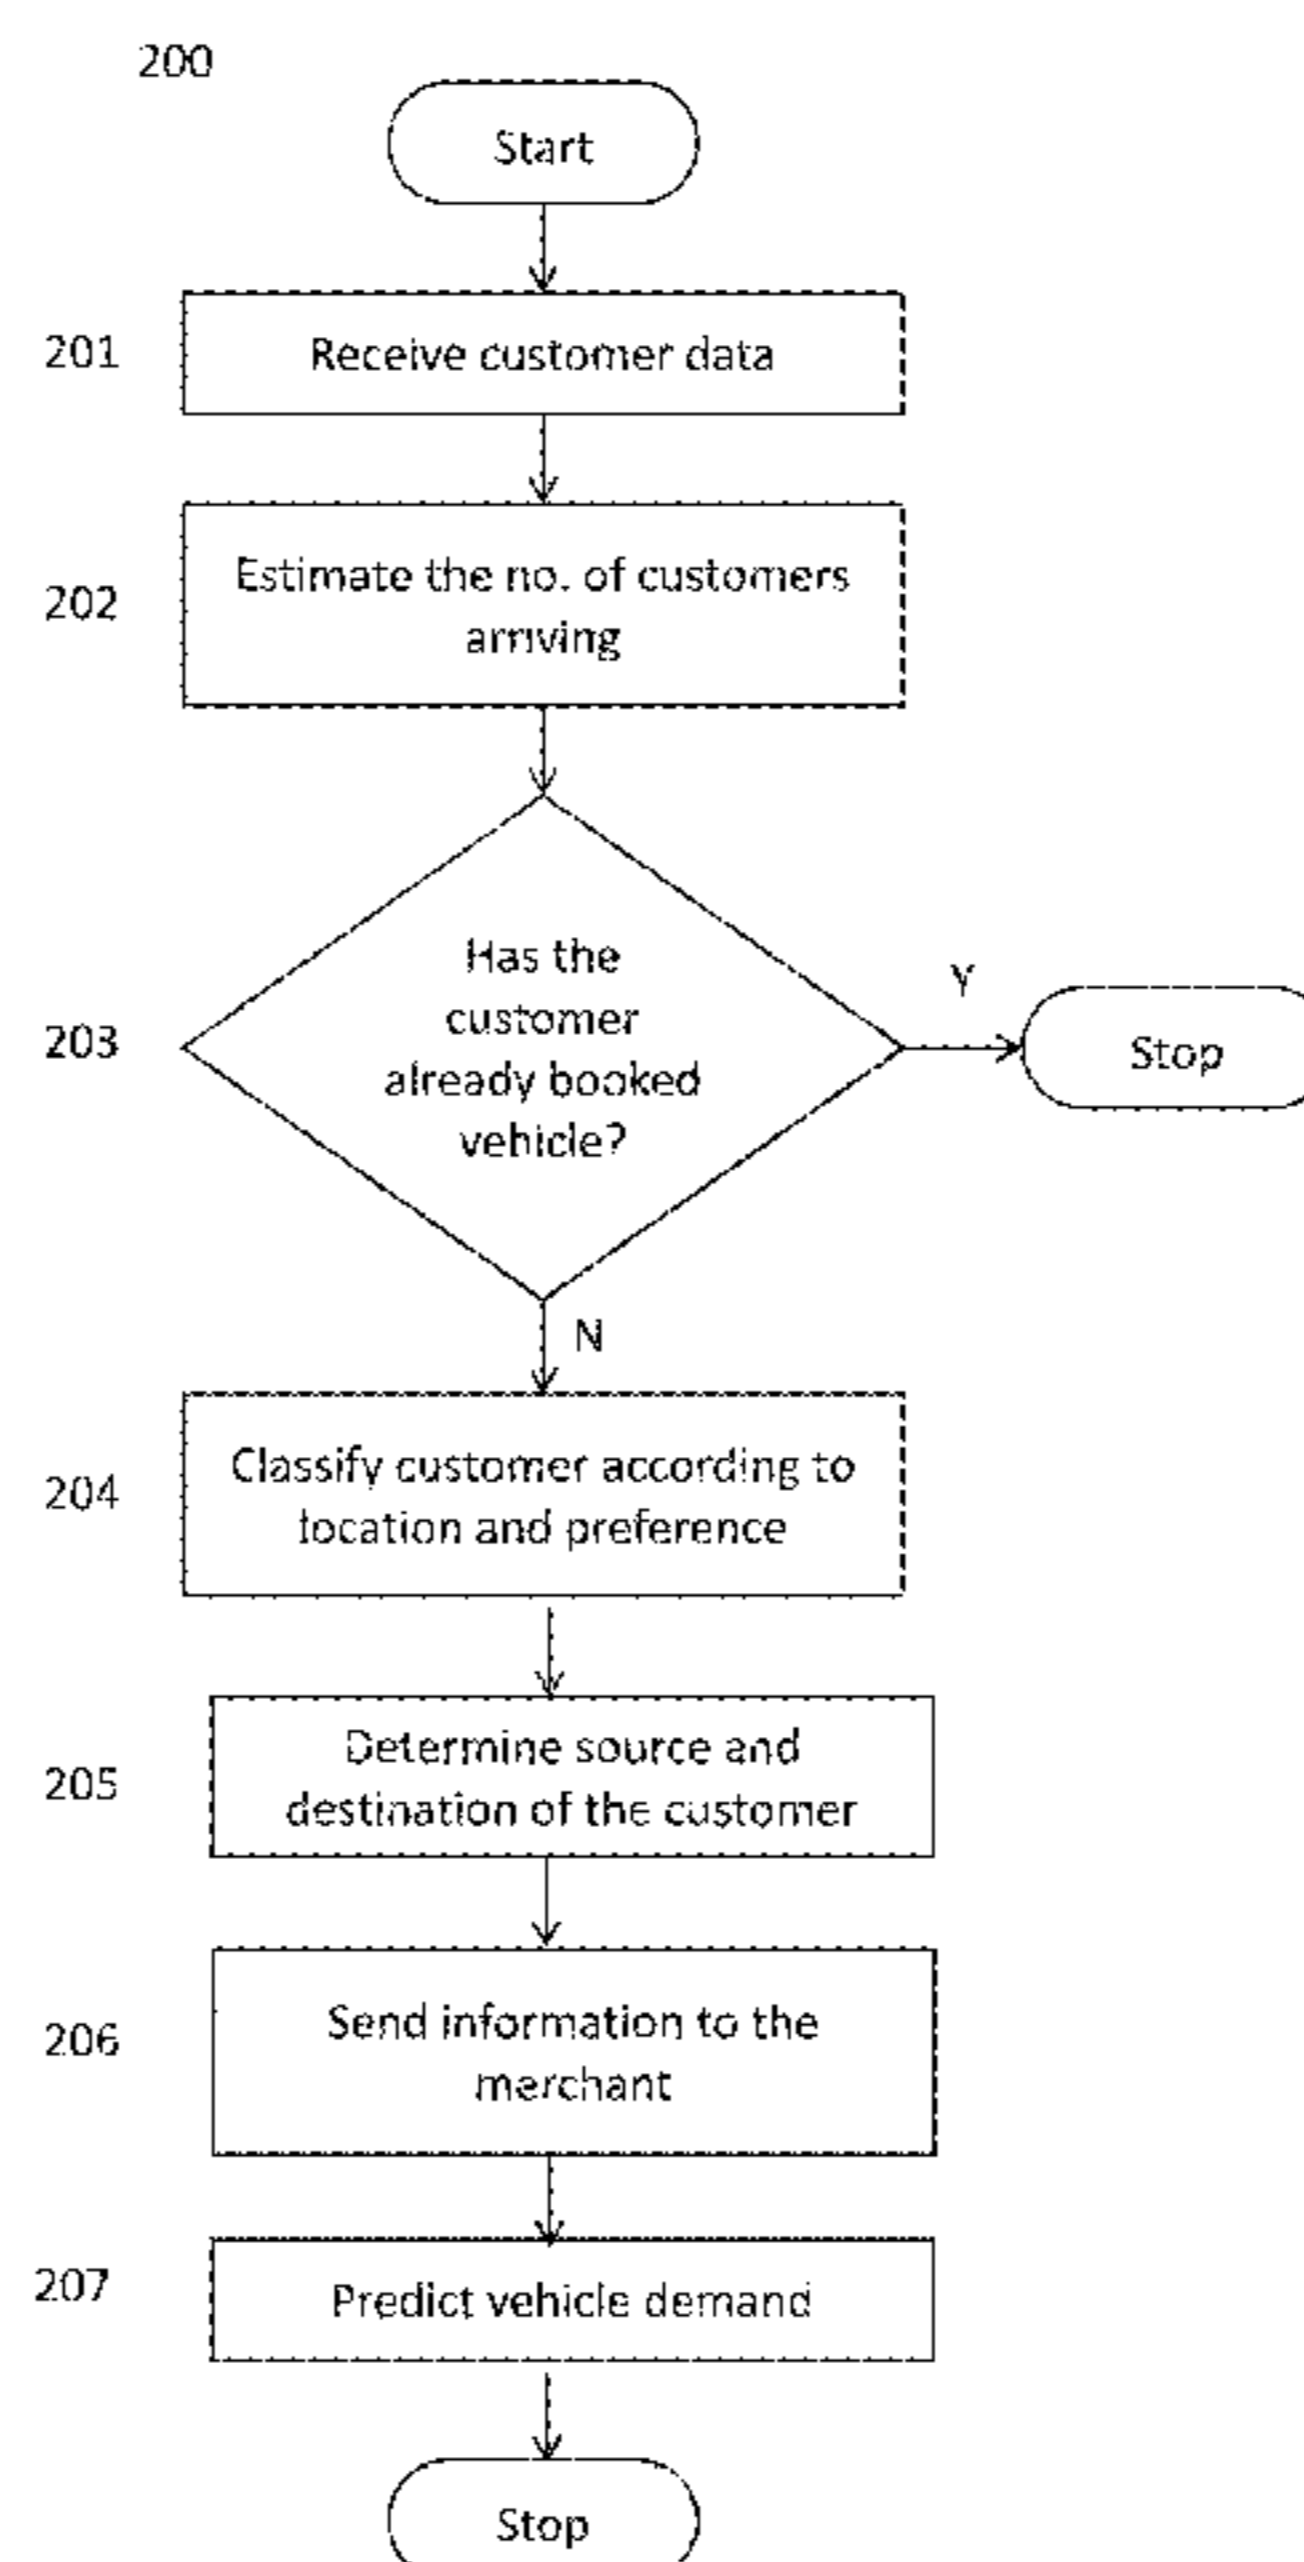 200
Start
201
Receive customer data
202
Estimate the no. of customers
arriving
203
Has the
customer
already booked
vehicle?
Y
Stop
N
204
Classify customer according to
location and preference
205
Determine source and
destination of the customer
206
Send information to the
merchant
207
Predict vehicle demand
Stop